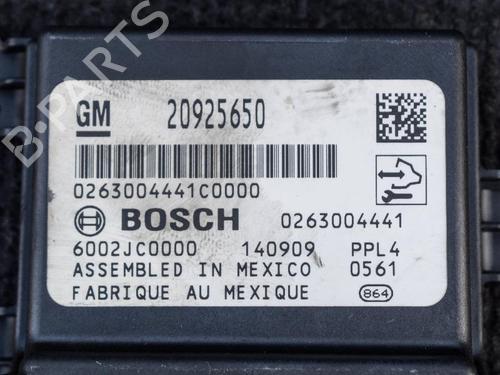 B-PARTS
GM 20925650
0263004441C0000
BOSCH 0263004441
6002JC0000 140909 PPL4
ASSEMBLED IN MEXICO 0561
FABRIQUE AU MEXIQUE 864